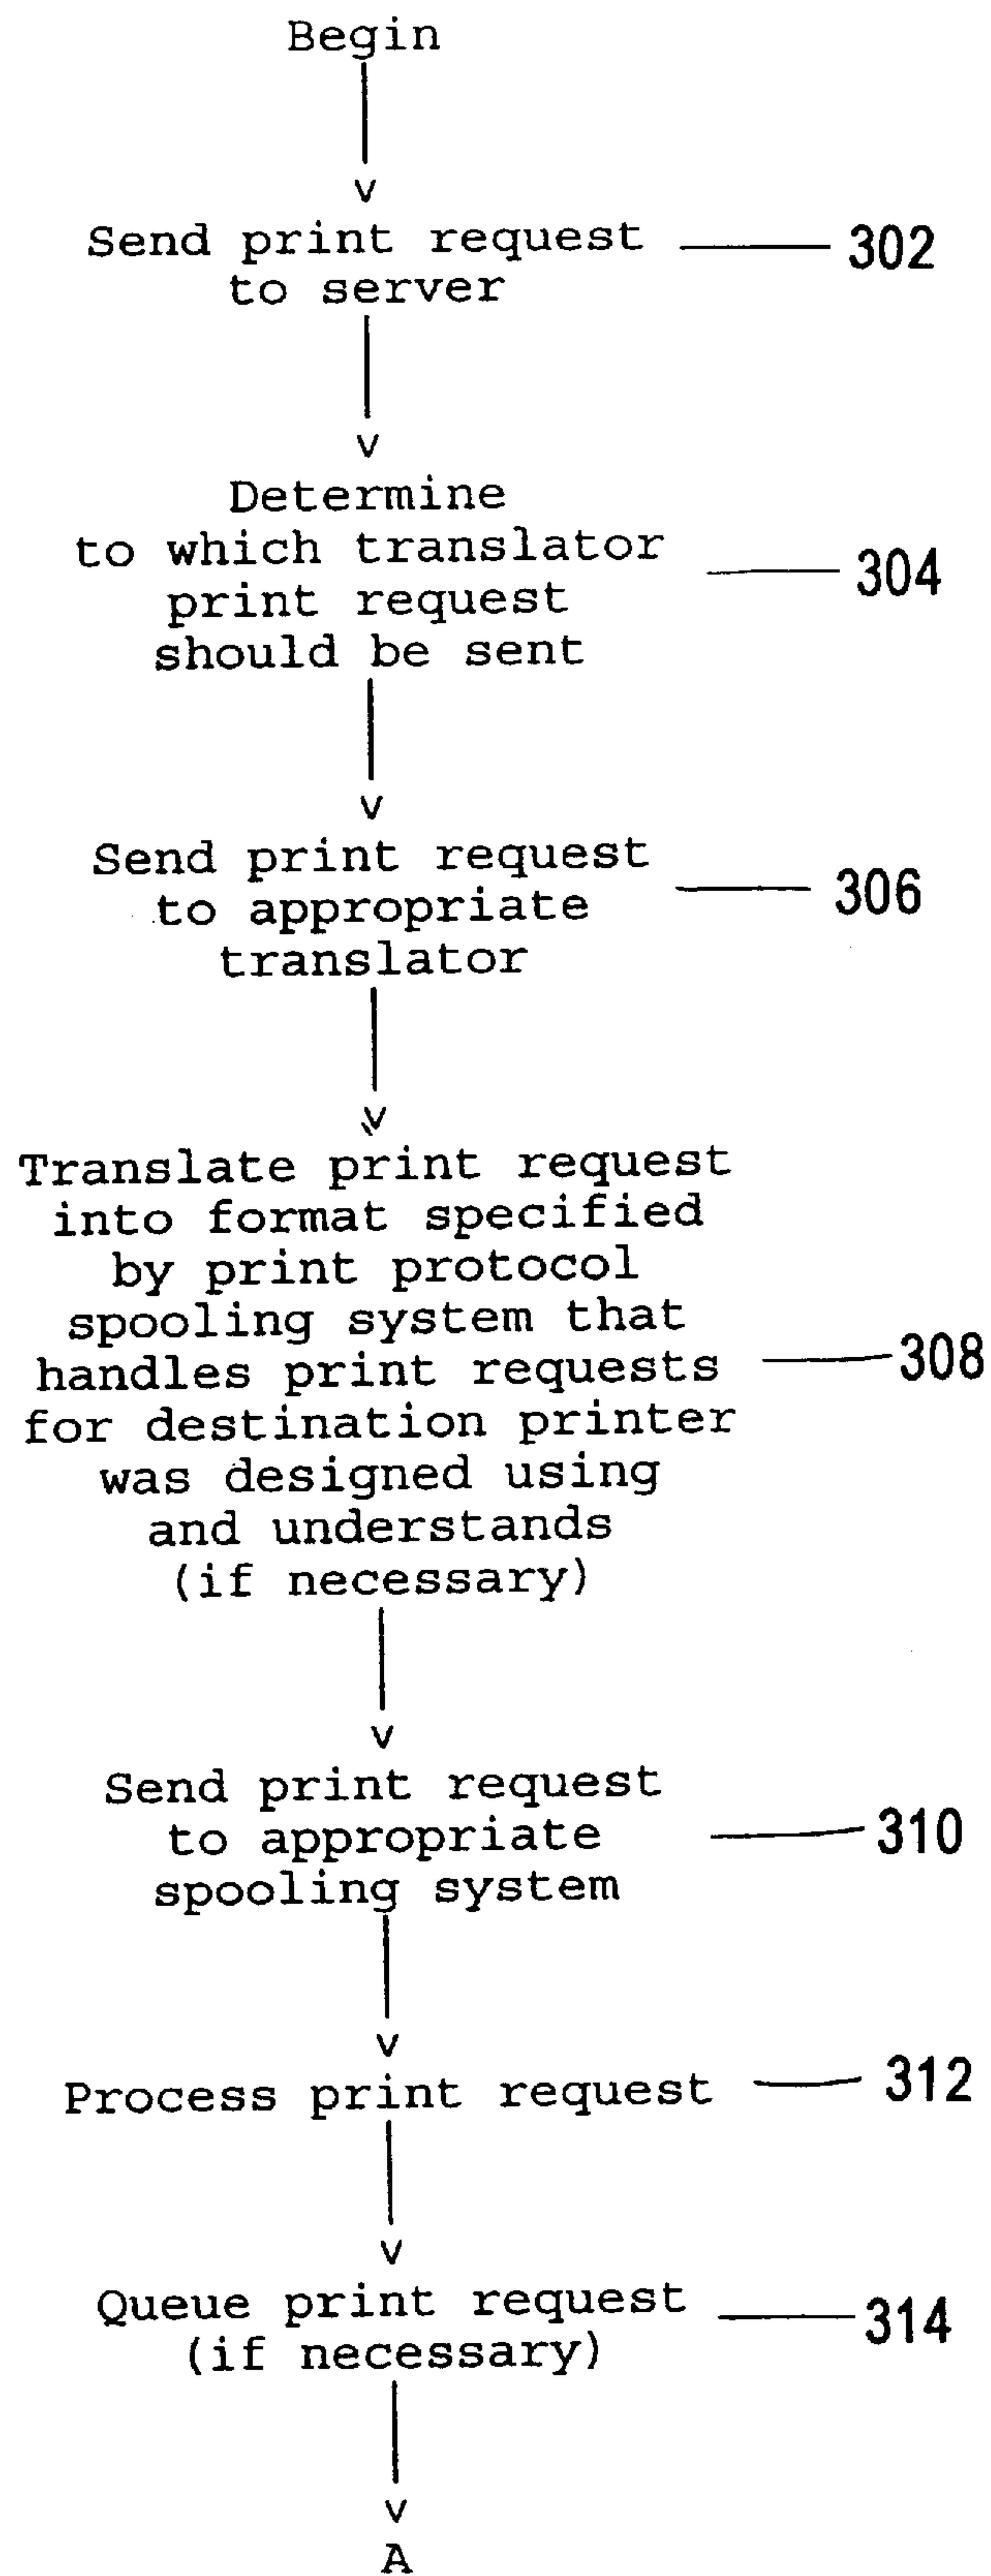 Begin
v
Send print request
to server
302
v
Determine
to which translator
print request
should be sent
304
v
Send print request
to appropriate
translator
306
v
Translate print request
into format specified
by print protocol
spooling system that
handles print requests
for destination printer
was designed using
and understands
(if necessary)
308
v
Send print request
to appropriate
spooling system
310
v
Process print request
312
v
Queue print request
(if necessary)
314
v
A